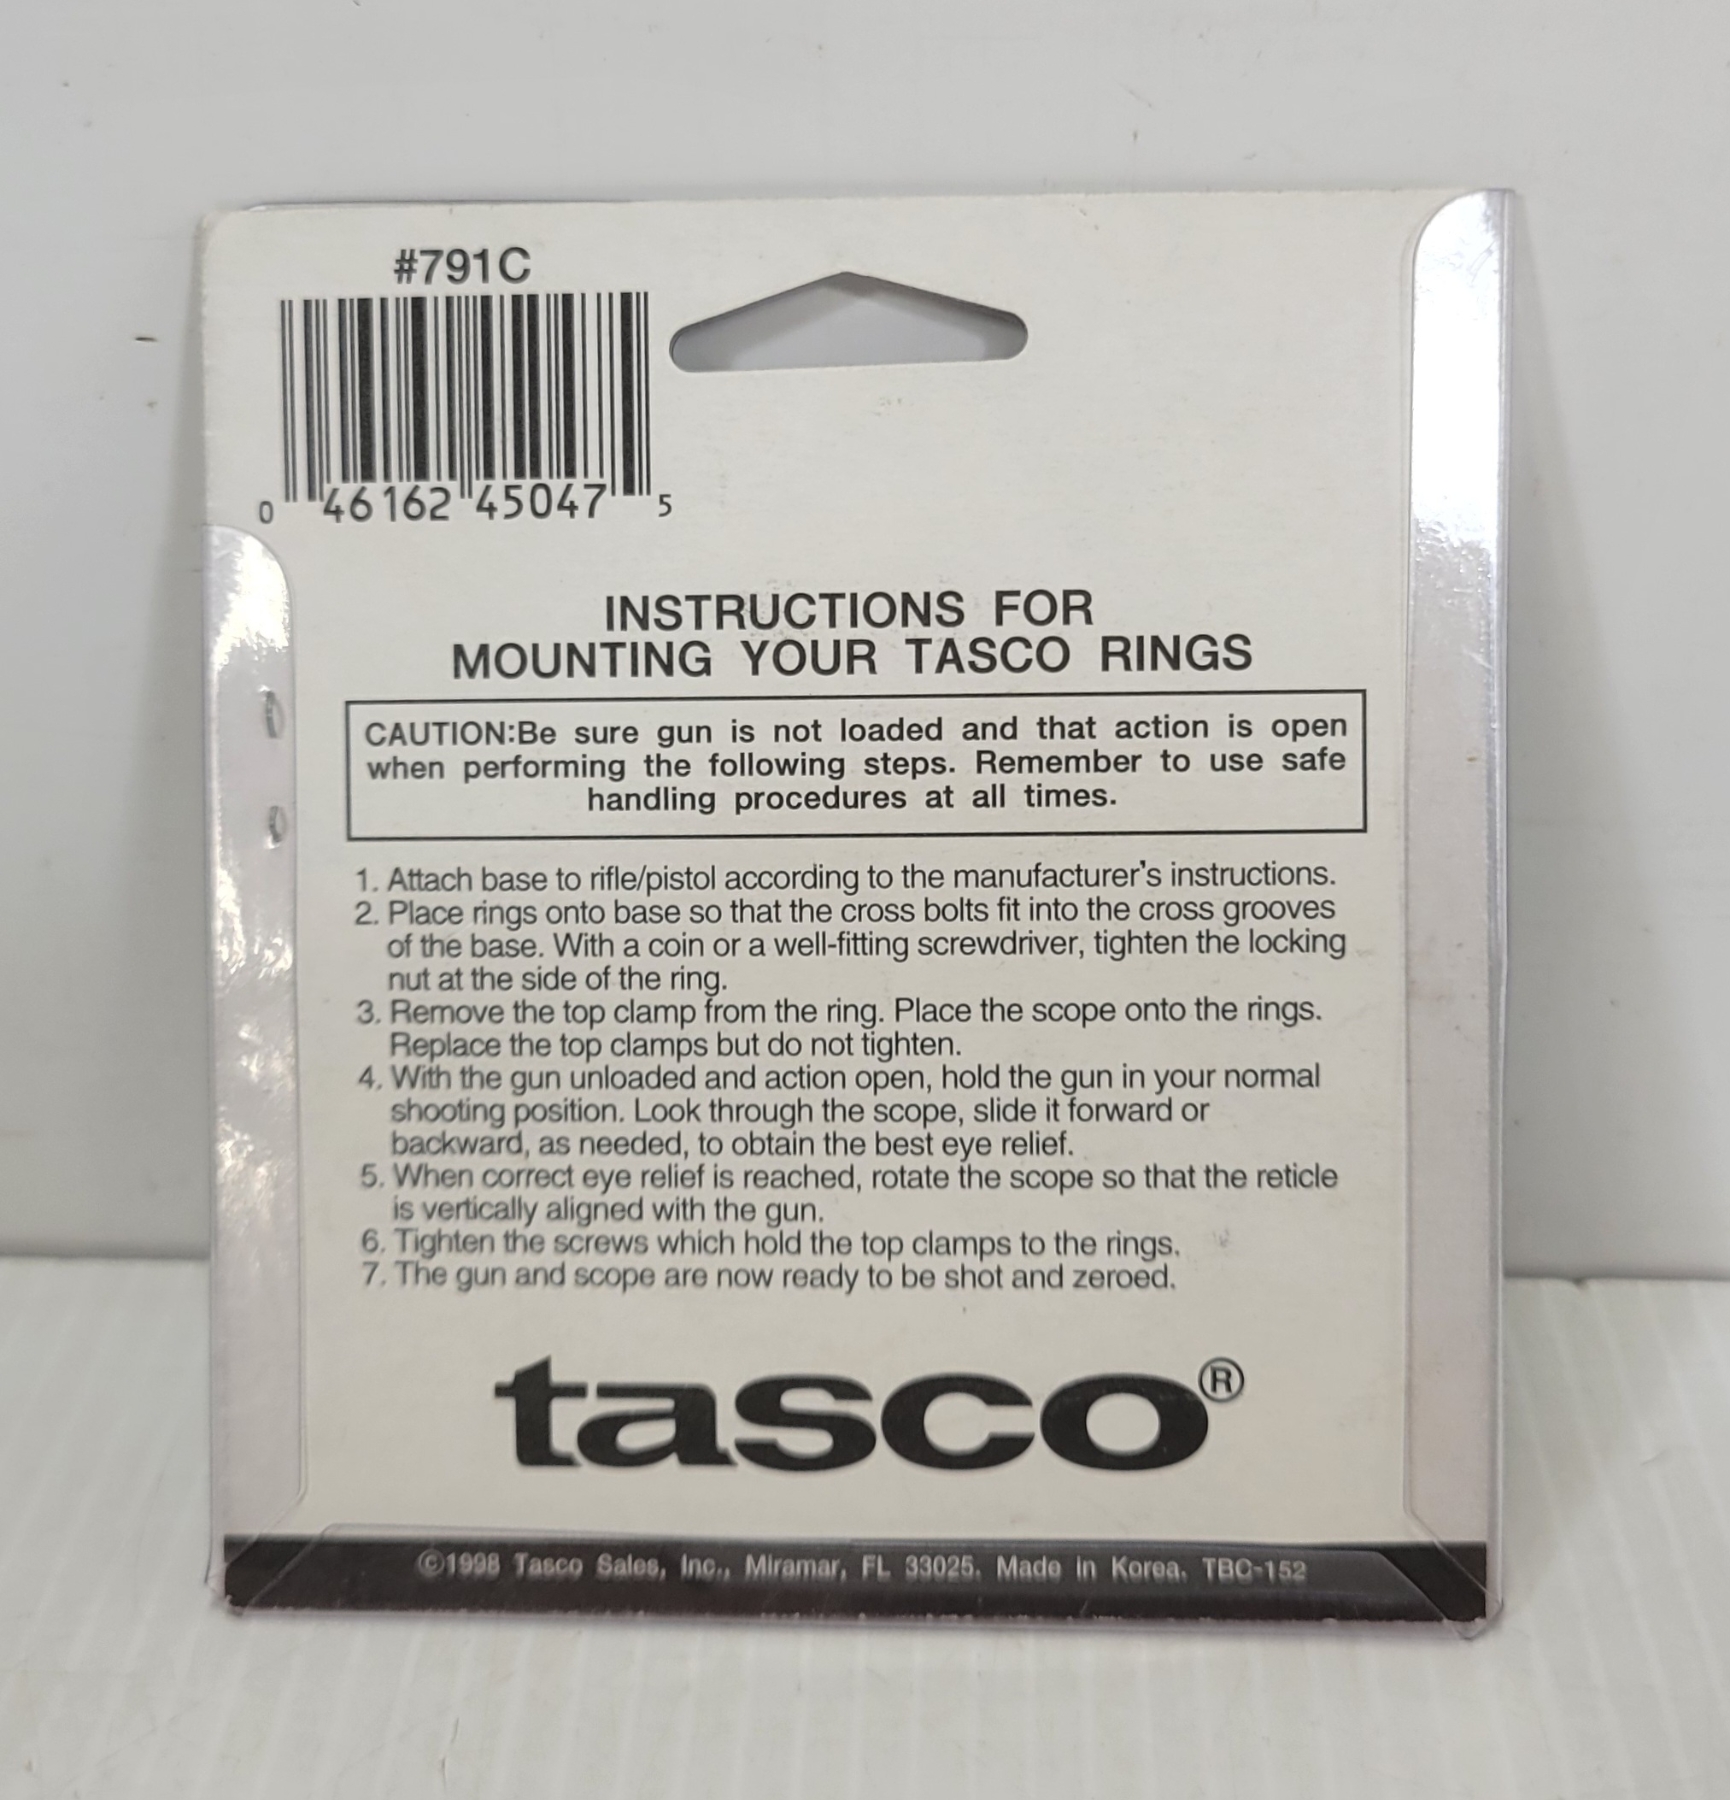 #791C
0 46162 45047 5
INSTRUCTIONS FOR
MOUNTING YOUR TASCO RINGS
CAUTION:Be sure gun is not loaded and that action is open
when performing the following steps. Remember to use safe
handling procedures at all times.
1. Attach base to rifle/pistol according to the manufacturer's instructions.
2. Place rings onto base so that the cross bolts fit into the cross grooves
of the base. With a coin or a well-fitting screwdriver, tighten the locking
nut at the side of the ring.
3. Remove the top clamp from the ring. Place the scope onto the rings.
Replace the top clamps but do not tighten.
4. With the gun unloaded and action open, hold the gun in your normal
shooting position. Look through the scope, slide it forward or
backward, as needed, to obtain the best eye relief.
5. When correct eye relief is reached, rotate the scope so that the reticle
is vertically aligned with the gun.
6. Tighten the screws which hold the top clamps to the rings.
7. The gun and scope are now ready to be shot and zeroed.
tasco®
©1998 Tasco Sales, Inc., Miramar, FL 33025. Made in Korea. TBC-152